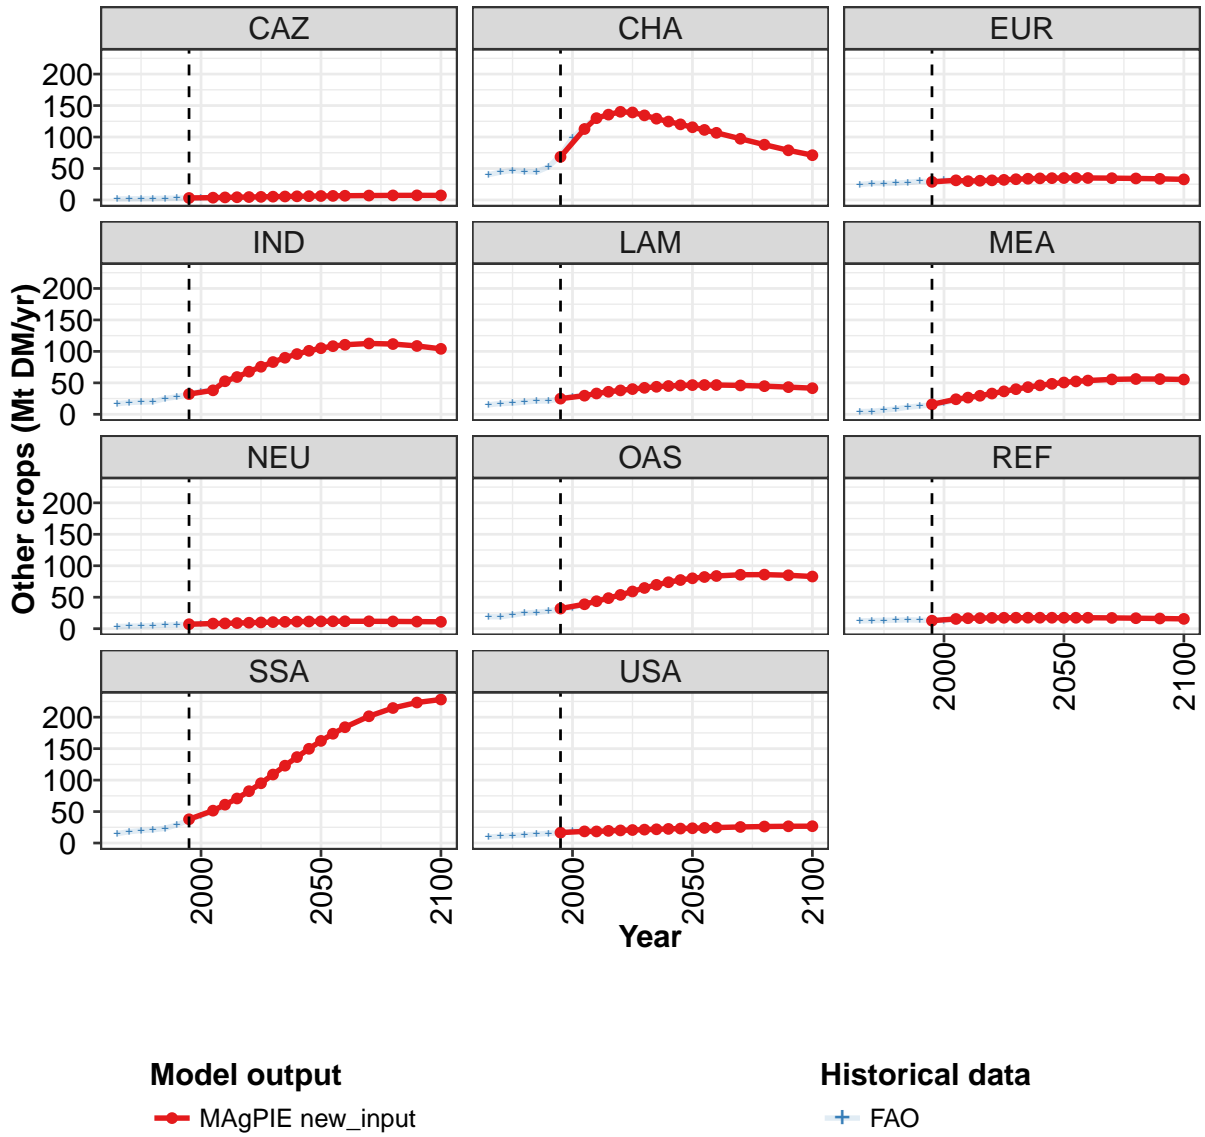 CAZ CHA EUR
200
150
100
50
0
IND LAM MEA
200
150
100
50
0
NEU OAS REF
200
150
100
50
0
2000 2050 2100
SSA USA
200
150
100
50
0
2000 2050 2100 2000 2050 2100
Other crops (Mt DM/yr)
Year
Model output Historical data
MAgPIE new_input FAO